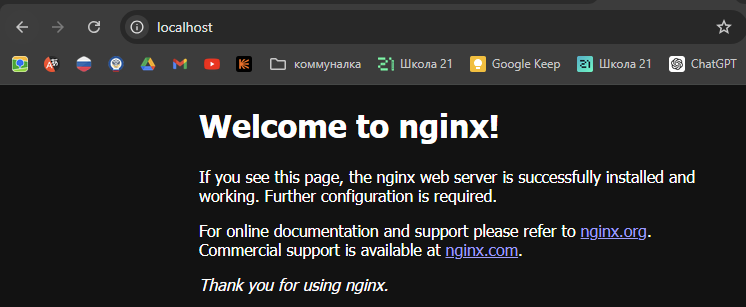 localhost
коммуналка
Школа 21
Google Keep
Школа 21
ChatGPT
Welcome to nginx!
If you see this page, the nginx web server is successfully installed and
working. Further configuration is required.
For online documentation and support please refer to nginx.org.
Commercial support is available at nginx.com.
Thank you for using nginx.